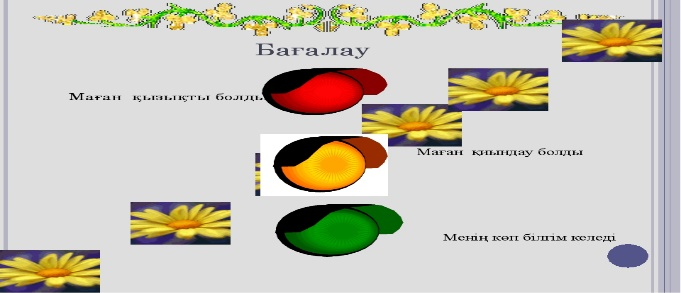 Бағалау
Маған қызықты болды
Маған қиындау болды
Менің көп білгім келеді